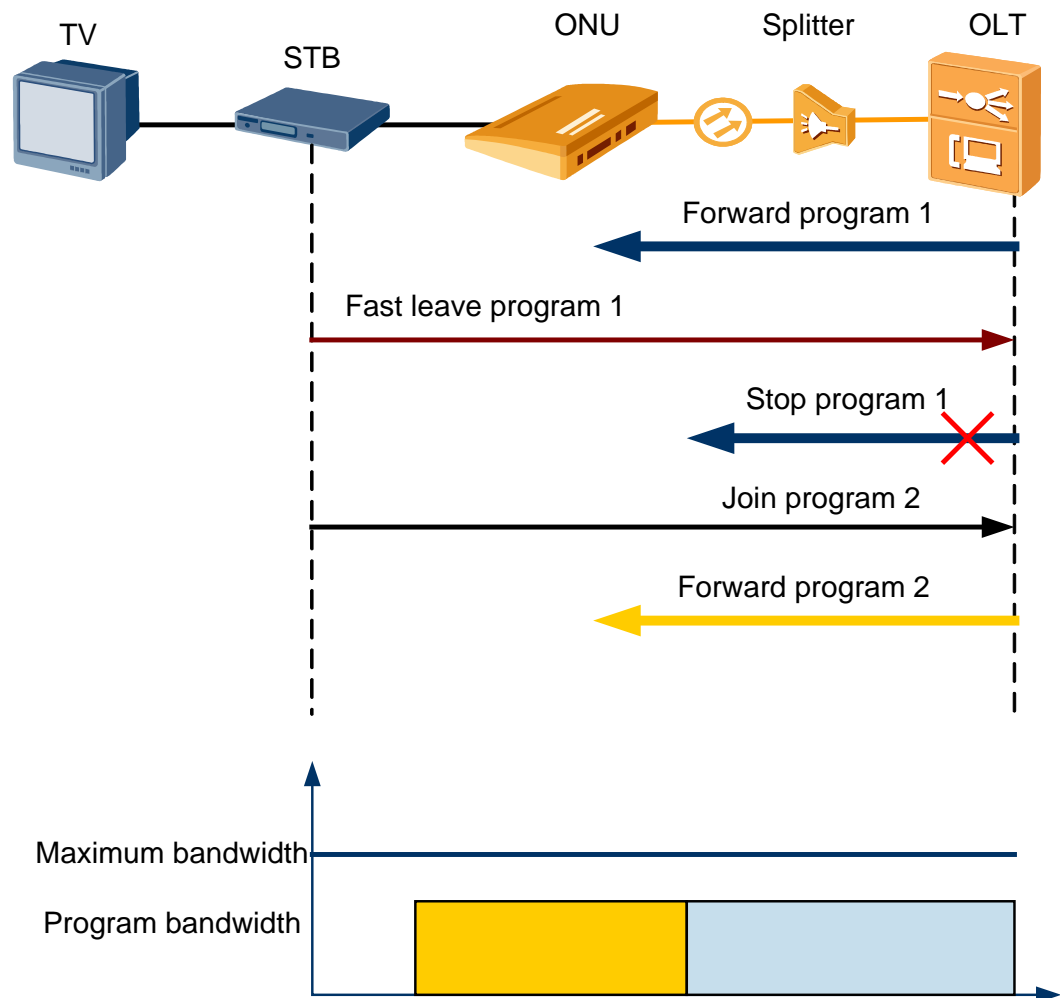 TV
STB
ONU
Splitter
OLT
Forward program 1
Fast leave program 1
Stop program 1
Join program 2
Forward program 2
Maximum bandwidth
Program bandwidth